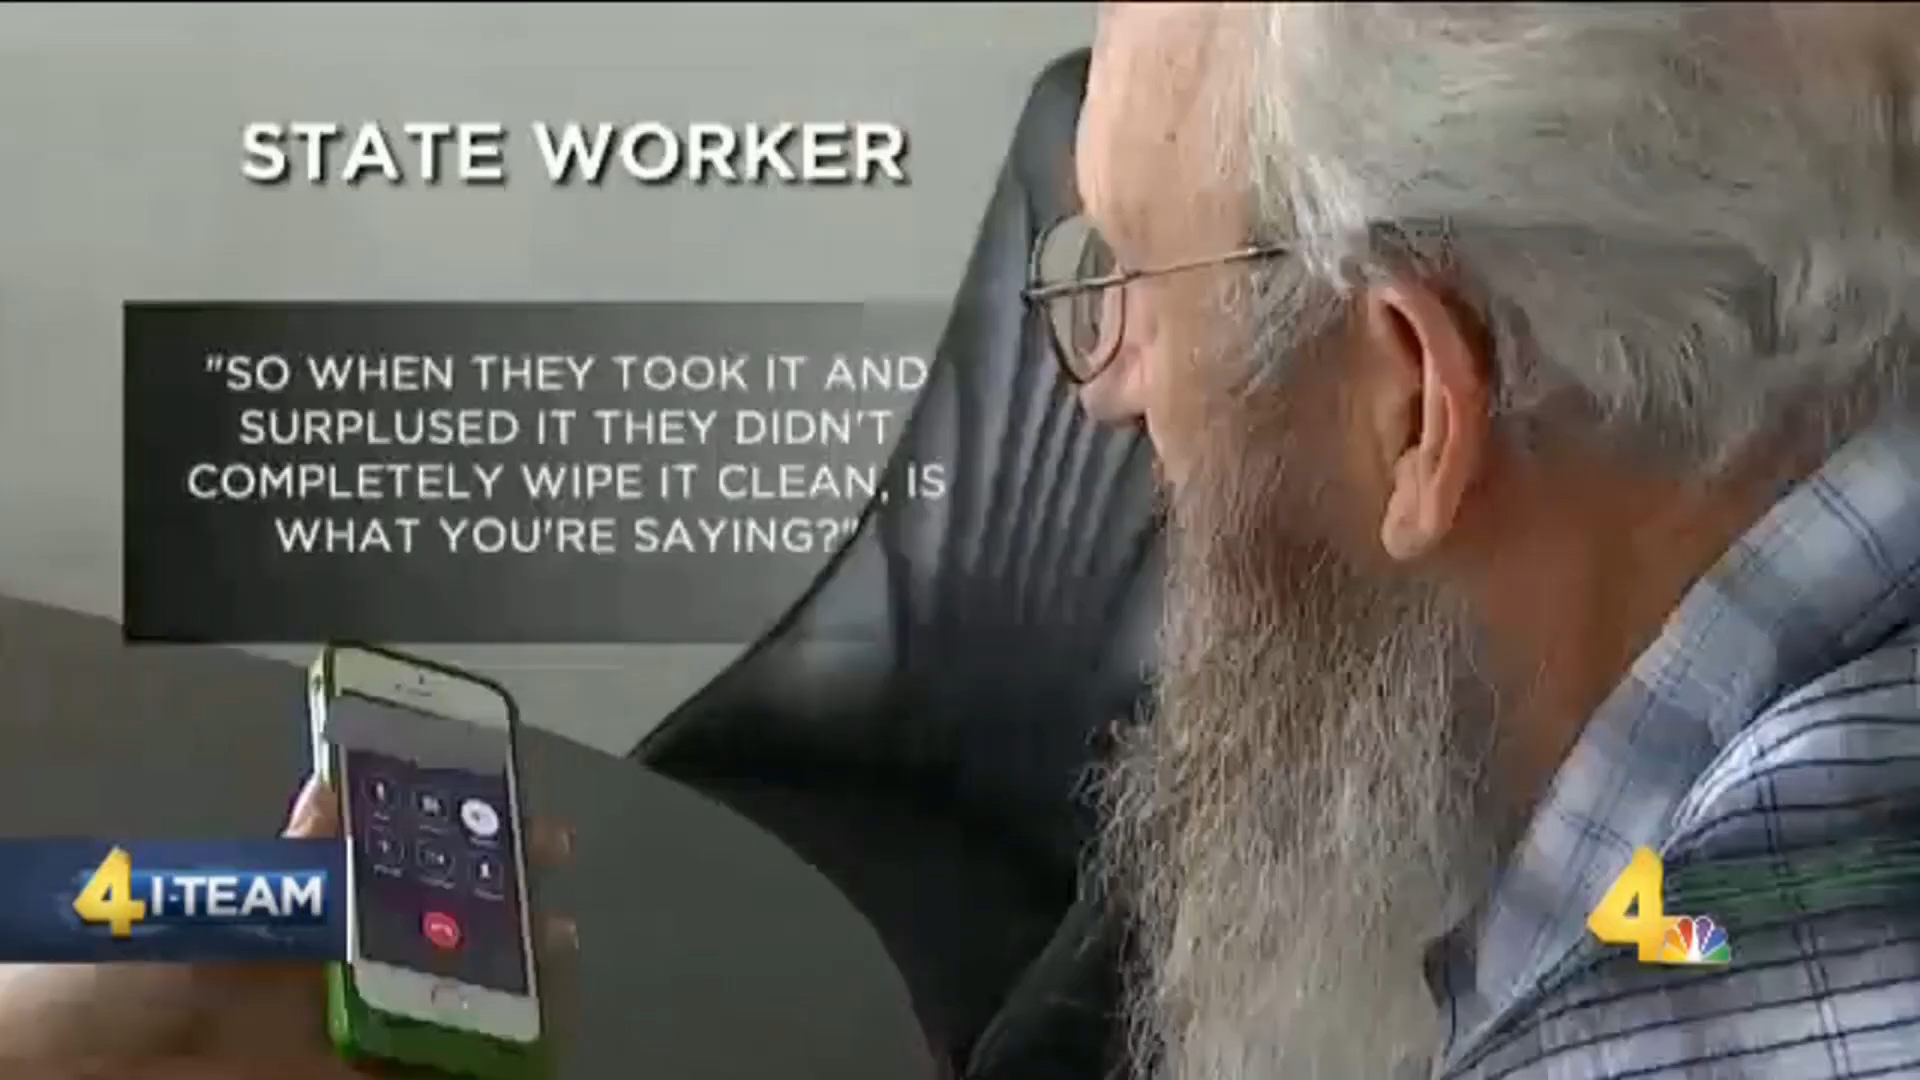 STATE WORKER
"SO WHEN THEY TOOK IT AND
SURPLUSED IT THEY DIDN'T
COMPLETELY WIPE IT CLEAN, IS
WHAT YOU'RE SAYING?"
4 I-TEAM
4